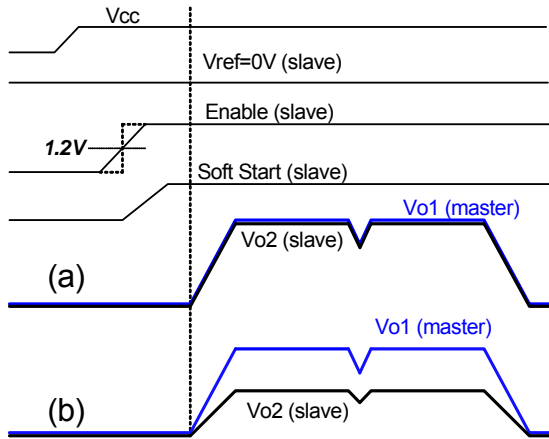 Vcc
Vref=0V (slave)
Enable (slave)
1.2V
Soft Start (slave)
Vo1 (master)
Vo2 (slave)
(a)
Vo1 (master)
(b)
Vo2 (slave)